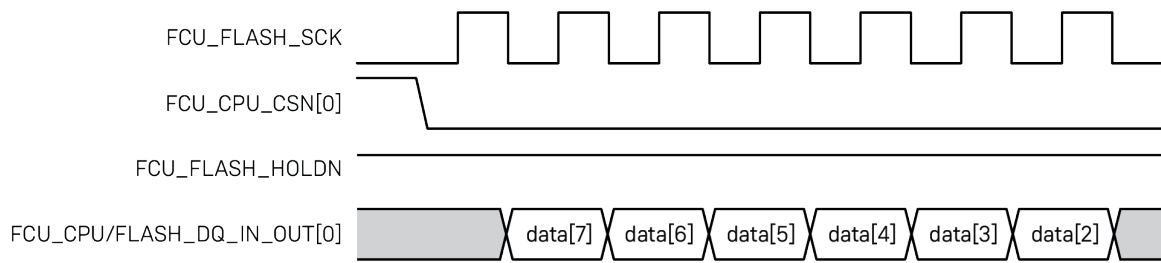 FCU_FLASH_SCK
FCU_CPU_CSN[0]
FCU_FLASH_HOLDN
FCU_CPU/FLASH_DQ_IN_OUT[0] data[7] data[6] data[5] data[4] data[3] data[2]